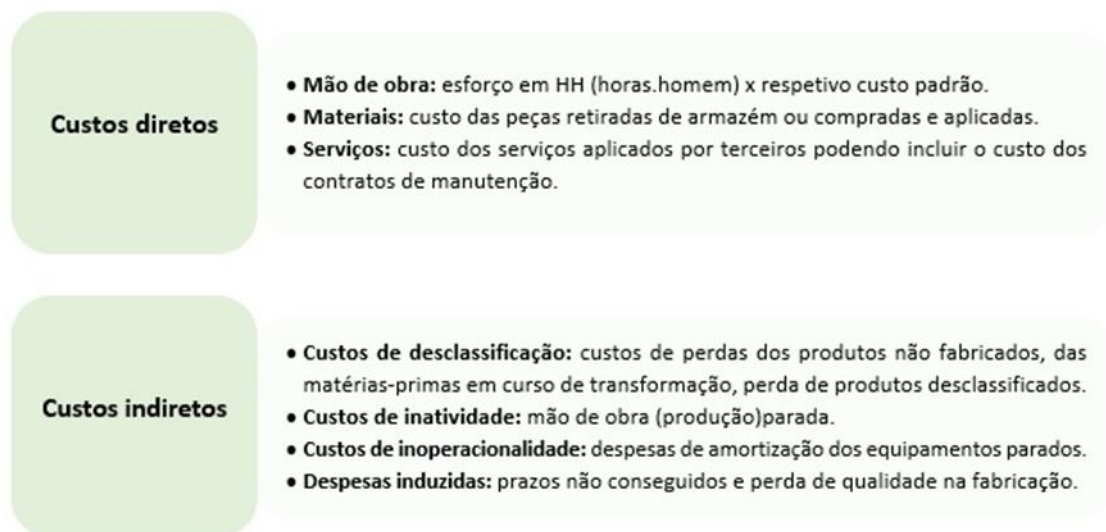 Custos diretos
• Mão de obra: esforço em HH (horas.homem) x respetivo custo padrão.
• Materiais: custo das peças retiradas de armazém ou compradas e aplicadas.
• Serviços: custo dos serviços aplicados por terceiros podendo incluir o custo dos
contratos de manutenção.
Custos indiretos
• Custos de desclassificação: custos de perdas dos produtos não fabricados, das
matérias-primas em curso de transformação, perda de produtos desclassificados.
• Custos de inatividade: mão de obra (produção)parada.
• Custos de inoperacionalidade: despesas de amortização dos equipamentos parados.
• Despesas induzidas: prazos não conseguidos e perda de qualidade na fabricação.